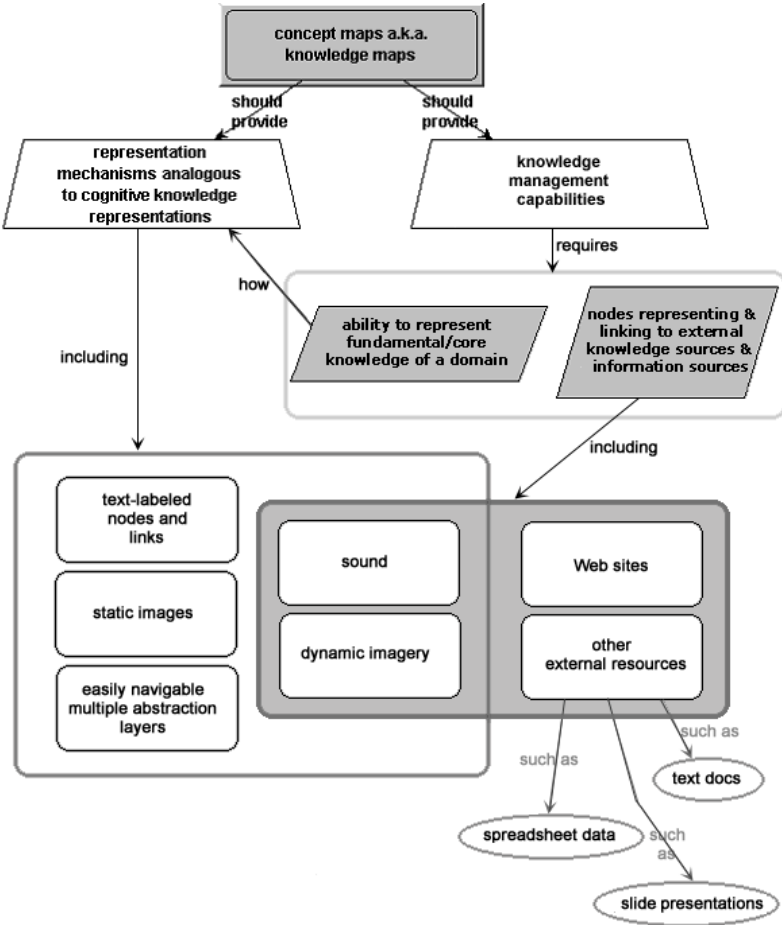 concept maps a.k.a.
knowledge maps
should
provide
should
provide
representation
mechanisms analogous
to cognitive knowledge
representations
knowledge
management
capabilities
requires
how
ability to represent
fundamental/core
knowledge of a domain
nodes representing &
linking to external
knowledge sources &
information sources
including
including
text-labeled
nodes and
links
static images
easily navigable
multiple abstraction
layers
sound
dynamic imagery
Web sites
other
external resources
such as
such as
such
as
text docs
spreadsheet data
slide presentations